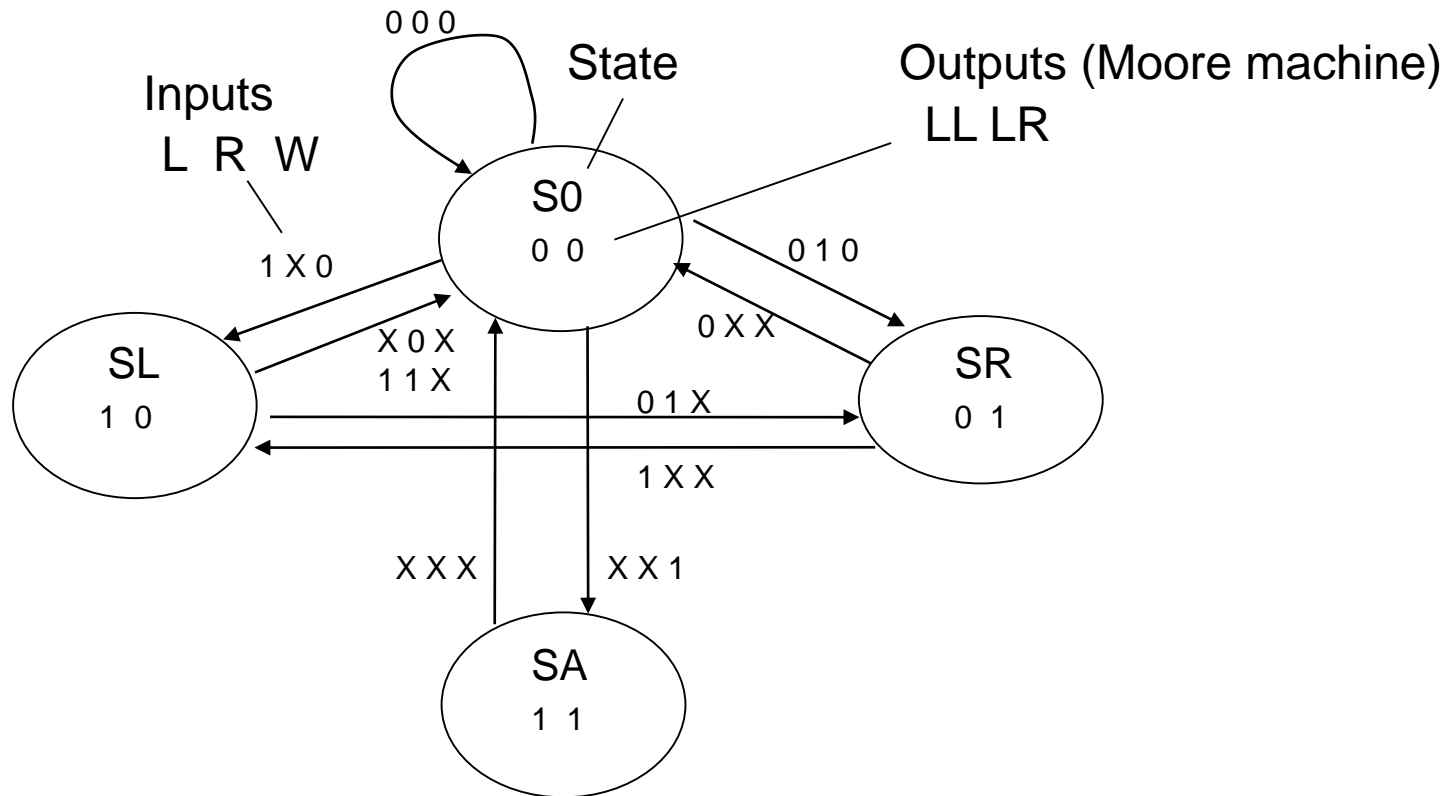 0 0 0
State
Outputs (Moore machine)
LL LR
Inputs
L R W
S0
0 0
1 X 0
0 1 0
X 0 X
1 1 X
0 X X
SL
1 0
SR
0 1
0 1 X
1 X X
X X X
X X 1
SA
1 1